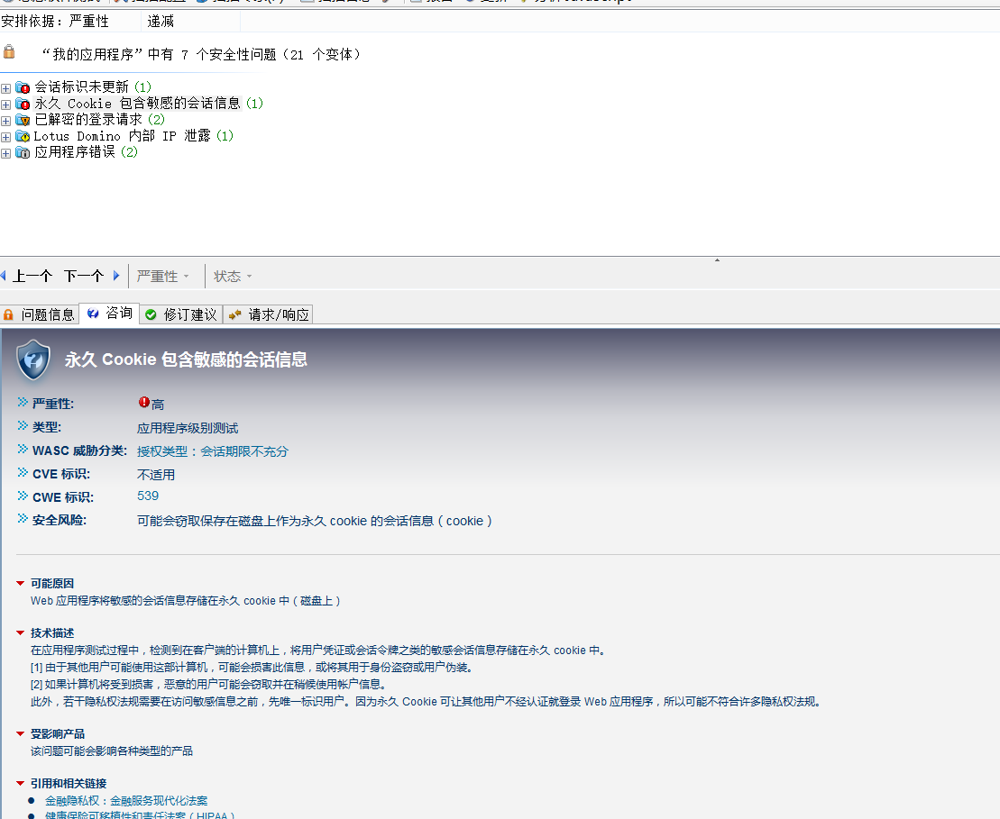 安排依据：严重性 递减
“我的应用程序”中有 7 个安全性问题（21 个变体）
会话标识未更新 (1)
永久 Cookie 包含敏感的会话信息 (1)
已解密的登录请求 (2)
Lotus Domino 内部 IP 泄露 (1)
应用程序错误 (2)
上一个 下一个 严重性 状态
问题信息 咨询 修订建议 请求/响应
永久 Cookie 包含敏感的会话信息
严重性: 高
类型: 应用程序级别测试
WASC 威胁分类: 授权类型：会话期限不充分
CVE 标识: 不适用
CWE 标识: 539
安全风险: 可能会窃取保存在磁盘上作为永久 cookie 的会话信息（cookie）
可能原因
Web 应用程序将敏感的会话信息存储在永久 cookie 中（磁盘上）
技术描述
在应用程序测试过程中，检测到在客户端的计算机上，将用户凭证或会话令牌之类的敏感会话信息存储在永久 cookie 中。
[1] 由于其他用户可能使用这部计算机，可能会损害此信息，或将其用于身份盗窃或用户伪装。
[2] 如果计算机将受到损害，恶意的用户可能会窃取并在稍候使用帐户信息。
此外，若干隐私权法规需要在访问敏感信息之前，先唯一标识用户。因为永久 Cookie 可让其他用户不经认证就登录 Web 应用程序，所以可能不符合许多隐私权法规。
受影响产品
该问题可能会影响各种类型的产品
引用和相关链接
金融隐私权：金融服务现代化法案
健康保险可移植性和责任法案（HIPAA）